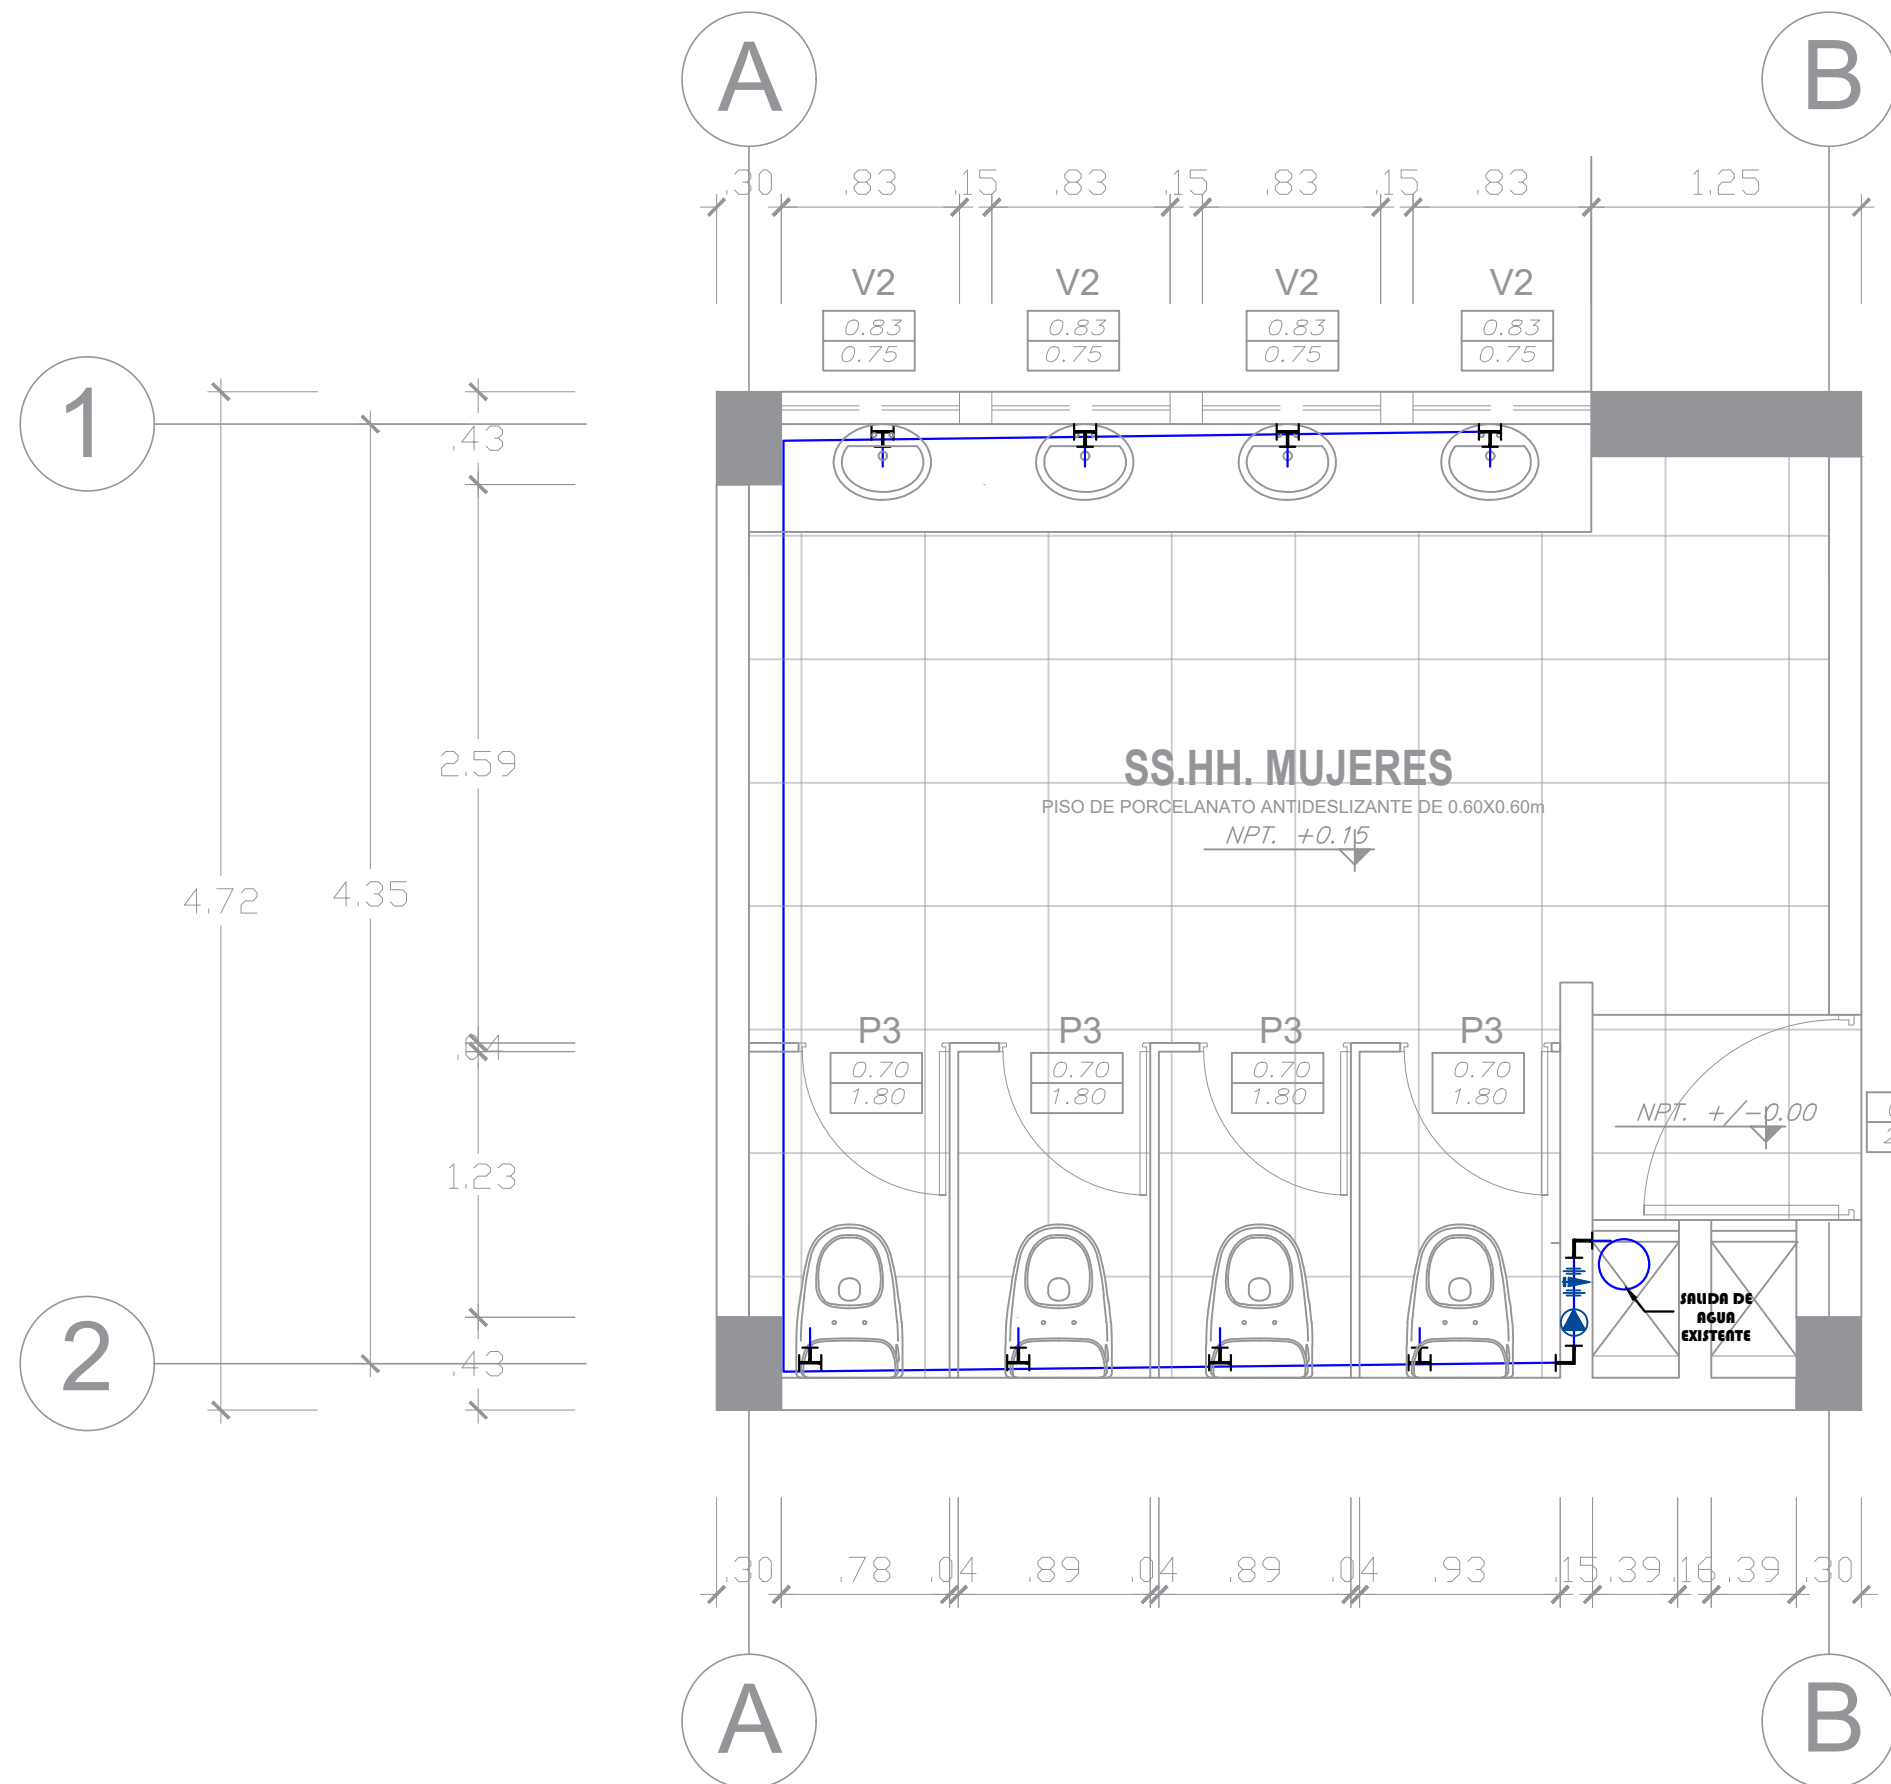 A B
.30 .83 .15 .83 .15 .83 .15 .83 1.25
V2 V2 V2 V2
0.83 0.83 0.83 0.83
0.75 0.75 0.75 0.75
1
.43
2.59
SS.HH. MUJERES
PISO DE PORCELANATO ANTIDESLIZANTE DE 0.60X0.60m
NPT. +0.15
4.72 4.35
P3 P3 P3 P3
.04
0.70 0.70 0.70 0.70
1.80 1.80 1.80 1.80
NPT. +/-0.00
1.23
SALIDA DE
AGUA
EXISTENTE
2
.43
.30 .78 .04 .89 .04 .89 .04 .93 .15 .39 .16 .39 .30
A B